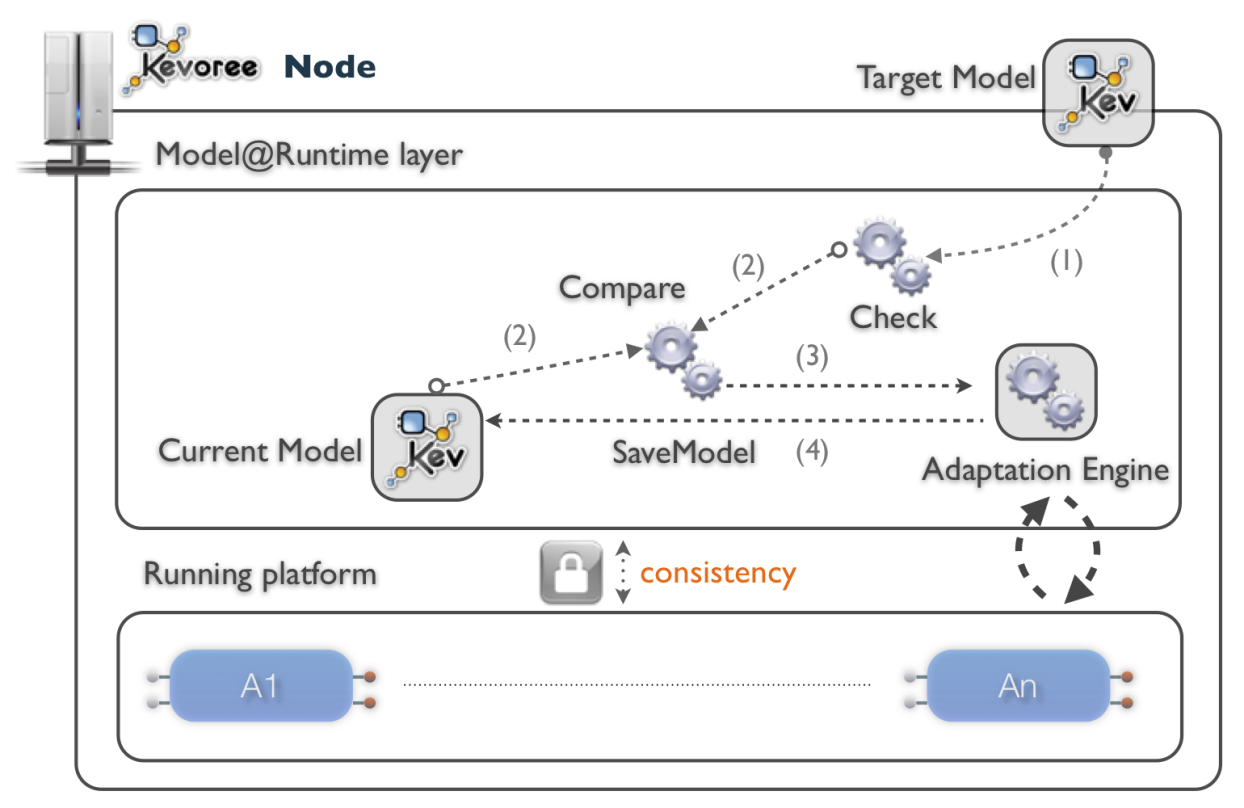 Kevoree Node
Target Model
Kev
Model@Runtime layer
(1)
(2)
Compare
Check
(2)
(3)
Current Model
Kev
SaveModel
(4)
Adaptation Engine
Running platform
consistency
A1
An